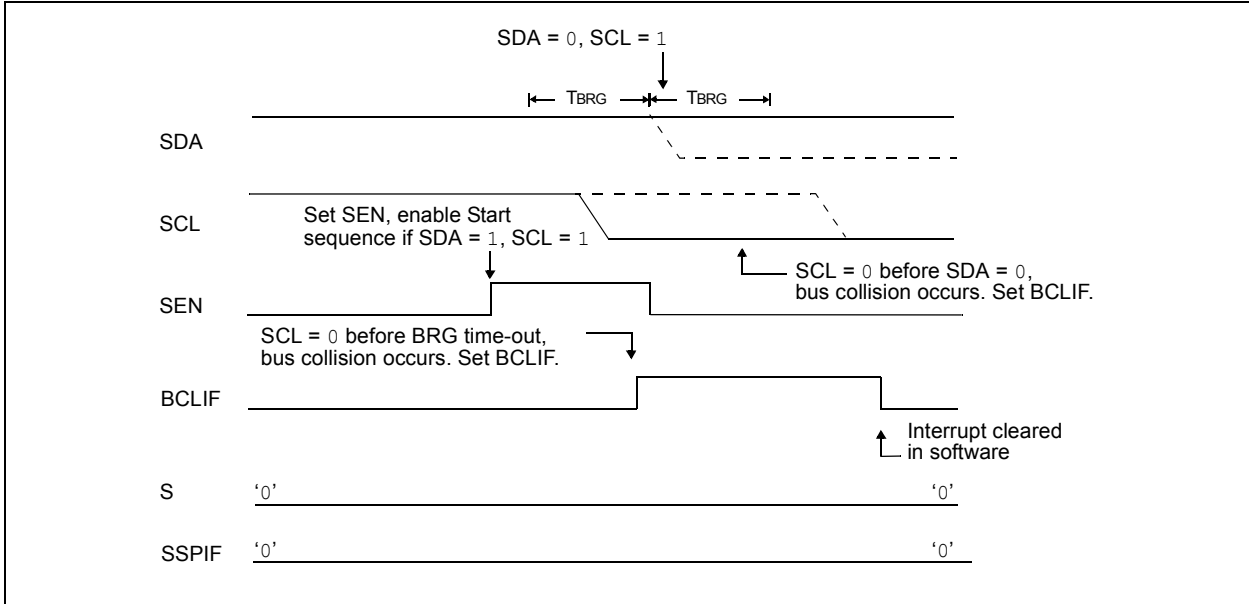 SDA = 0, SCL = 1
TBRG TBRG
SDA
SCL
Set SEN, enable Start
sequence if SDA = 1, SCL = 1
SCL = 0 before SDA = 0,
bus collision occurs. Set BCLIF.
SEN
SCL = 0 before BRG time-out,
bus collision occurs. Set BCLIF.
BCLIF
Interrupt cleared
in software
S ‘0’ ‘0’
SSPIF ‘0’ ‘0’